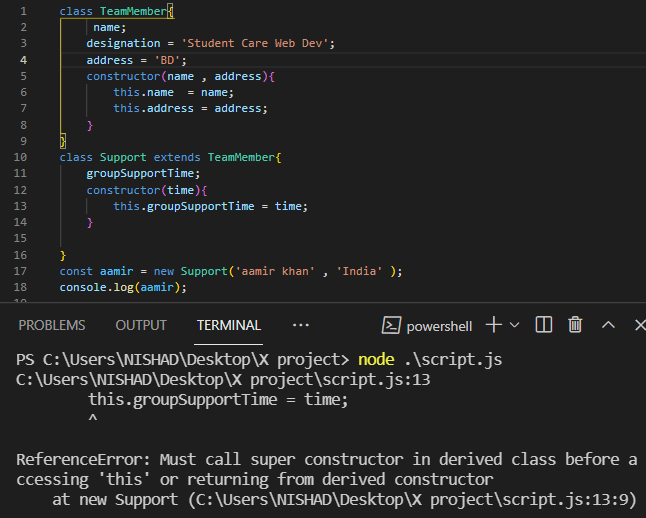 1 class TeamMember{
2 name;
3 designation = 'Student Care Web Dev';
4 address = 'BD';
5 constructor(name , address){
6 this.name  = name;
7 this.address = address;
8 }
9 }
10 class Support extends TeamMember{
11 groupSupportTime;
12 constructor(time){
13 this.groupSupportTime = time;
14 }
15
16 }
17 const aamir = new Support('aamir khan' , 'India' );
18 console.log(aamir);
PROBLEMS OUTPUT TERMINAL ··· powershell
PS C:\Users\NISHAD\Desktop\X project> node .\script.js
C:\Users\NISHAD\Desktop\X project\script.js:13
this.groupSupportTime = time;
^
ReferenceError: Must call super constructor in derived class before a
ccessing 'this' or returning from derived constructor
at new Support (C:\Users\NISHAD\Desktop\X project\script.js:13:9)